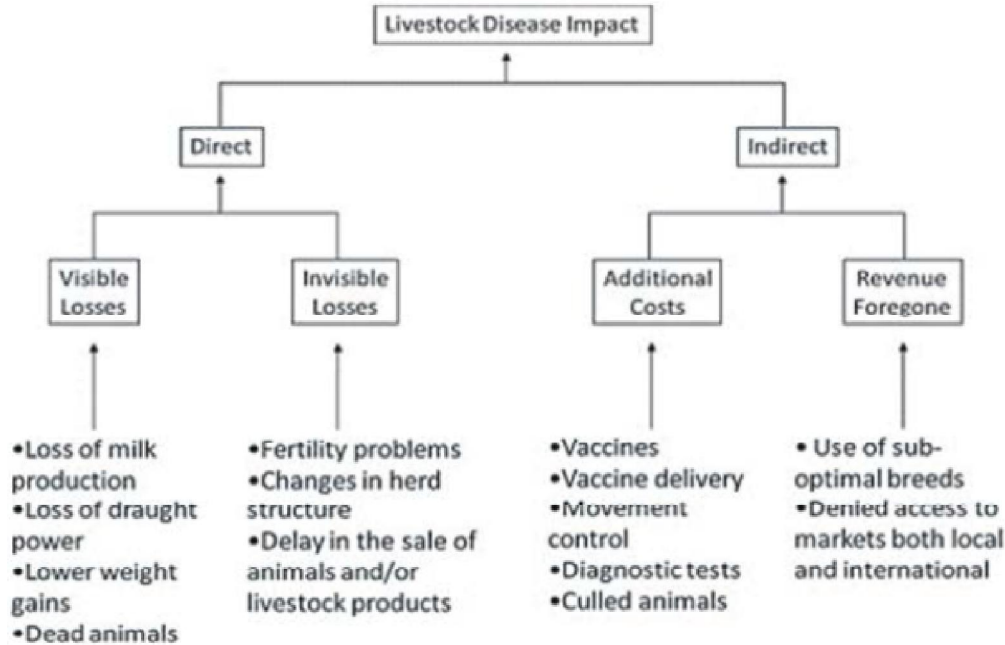 Livestock Disease Impact
Direct
Indirect
Visible
Losses
Invisible
Losses
Additional
Costs
Revenue
Foregone
•Loss of milk
production
•Loss of draught
power
•Lower weight
gains
•Dead animals
•Fertility problems
•Changes in herd
structure
•Delay in the sale of
animals and/or
livestock products
•Vaccines
•Vaccine delivery
•Movement
control
•Diagnostic tests
•Culled animals
• Use of sub-
optimal breeds
•Denied access to
markets both local
and international